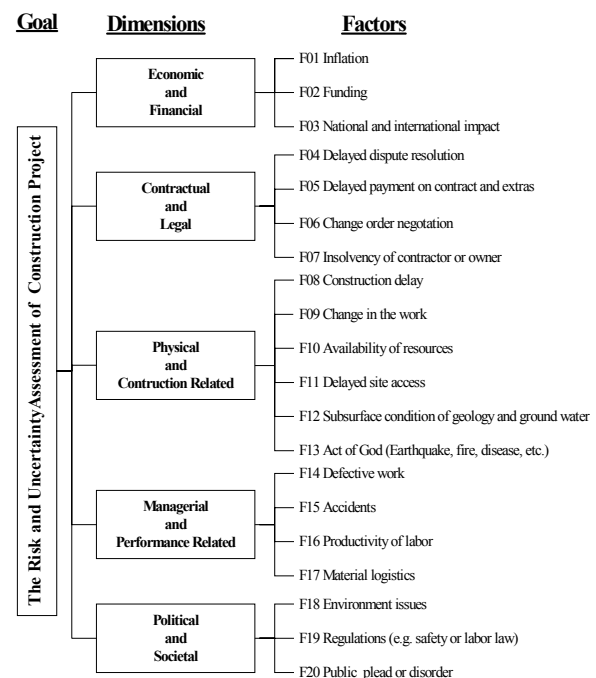 Goal
Dimensions
Factors
The Risk and UncertaintyAssessment of Construction Project
Economic
and
Financial
F01 Inflation
F02 Funding
F03 National and international impact
Contractual
and
Legal
F04 Delayed dispute resolution
F05 Delayed payment on contract and extras
F06 Change order negotation
F07 Insolvency of contractor or owner
Physical
and
Contruction Related
F08 Construction delay
F09 Change in the work
F10 Availability of resources
F11 Delayed site access
F12 Subsurface condition of geology and ground water
F13 Act of God (Earthquake, fire, disease, etc.)
Managerial
and
Performance Related
F14 Defective work
F15 Accidents
F16 Productivity of labor
F17 Material logistics
Political
and
Societal
F18 Environment issues
F19 Regulations (e.g. safety or labor law)
F20 Public plead or disorder